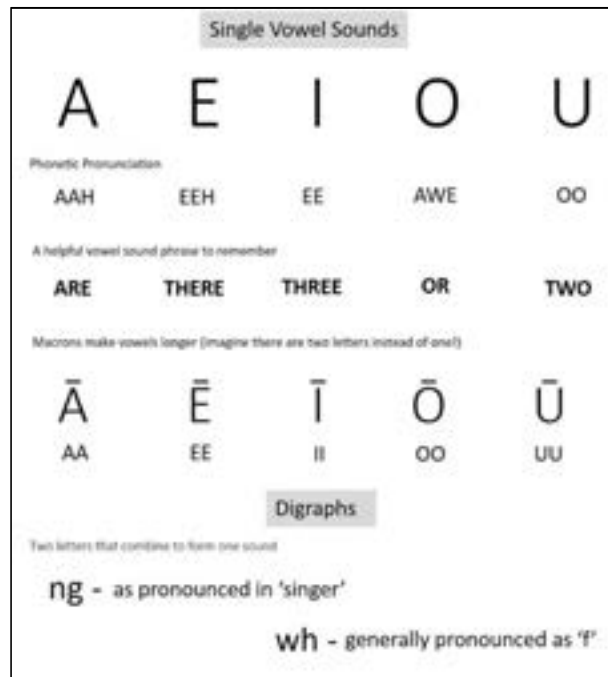 Single Vowel Sounds
A E I O U
Phonetic Pronunciation
AAH EEH EE AWE OO
A helpful vowel sound phrase to remember
ARE THERE THREE OR TWO
Macrons make vowels longer (imagine there are two letters instead of one!)
Ā Ē Ī Ō Ū
AA EE II OO UU
Digraphs
Two letters that combine to form one sound
ng - as pronounced in 'singer'
wh - generally pronounced as 'f'